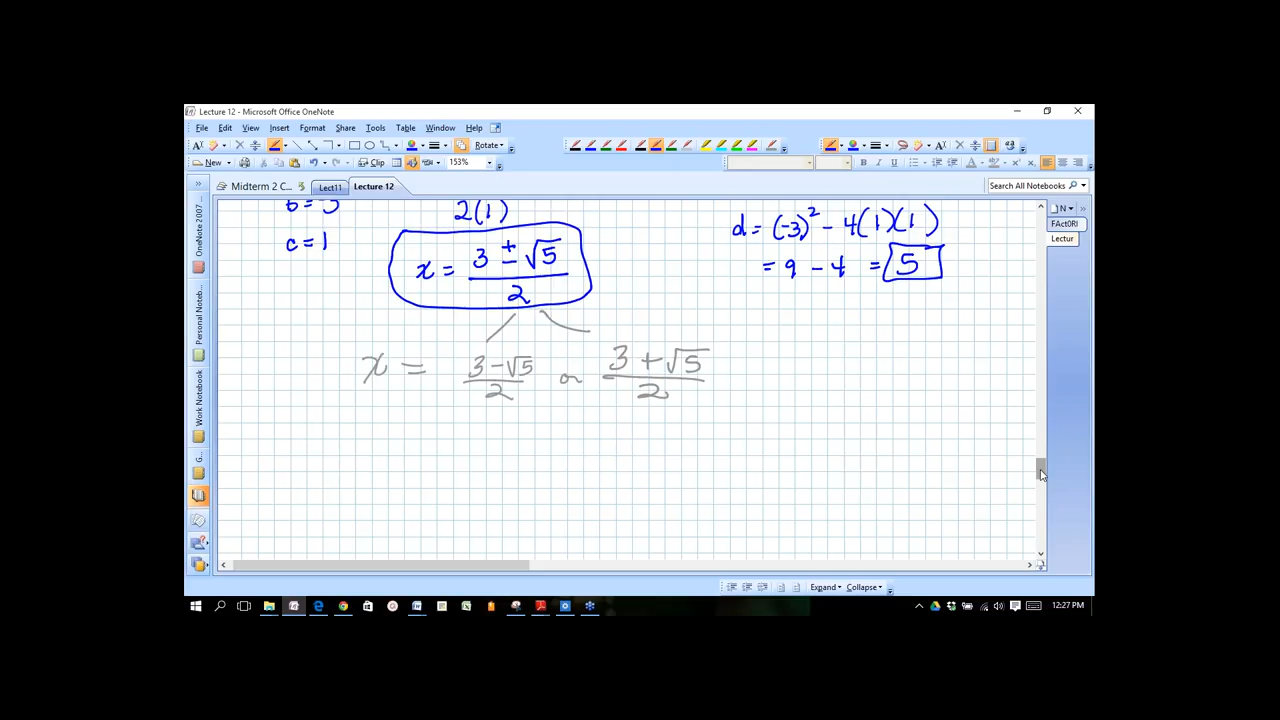 Lecture 12 - Microsoft Office OneNote
File Edit View Insert Format Share Tools Table Window Help
Rotate
New Clip 153%
Midterm 2 C... Lect11 Lecture 12 Search All Notebooks
OneNote 2007
Personal Noteb...
Work Notebook
G...
N
FAct0RI
Lectur
2(1)
c = 1
x = (3 ± √5)/2
d = (-3)² - 4(1)(1)
= 9 - 4 = 5
x = (3 - √5)/2 or (3 + √5)/2
Expand Collapse
12:27 PM